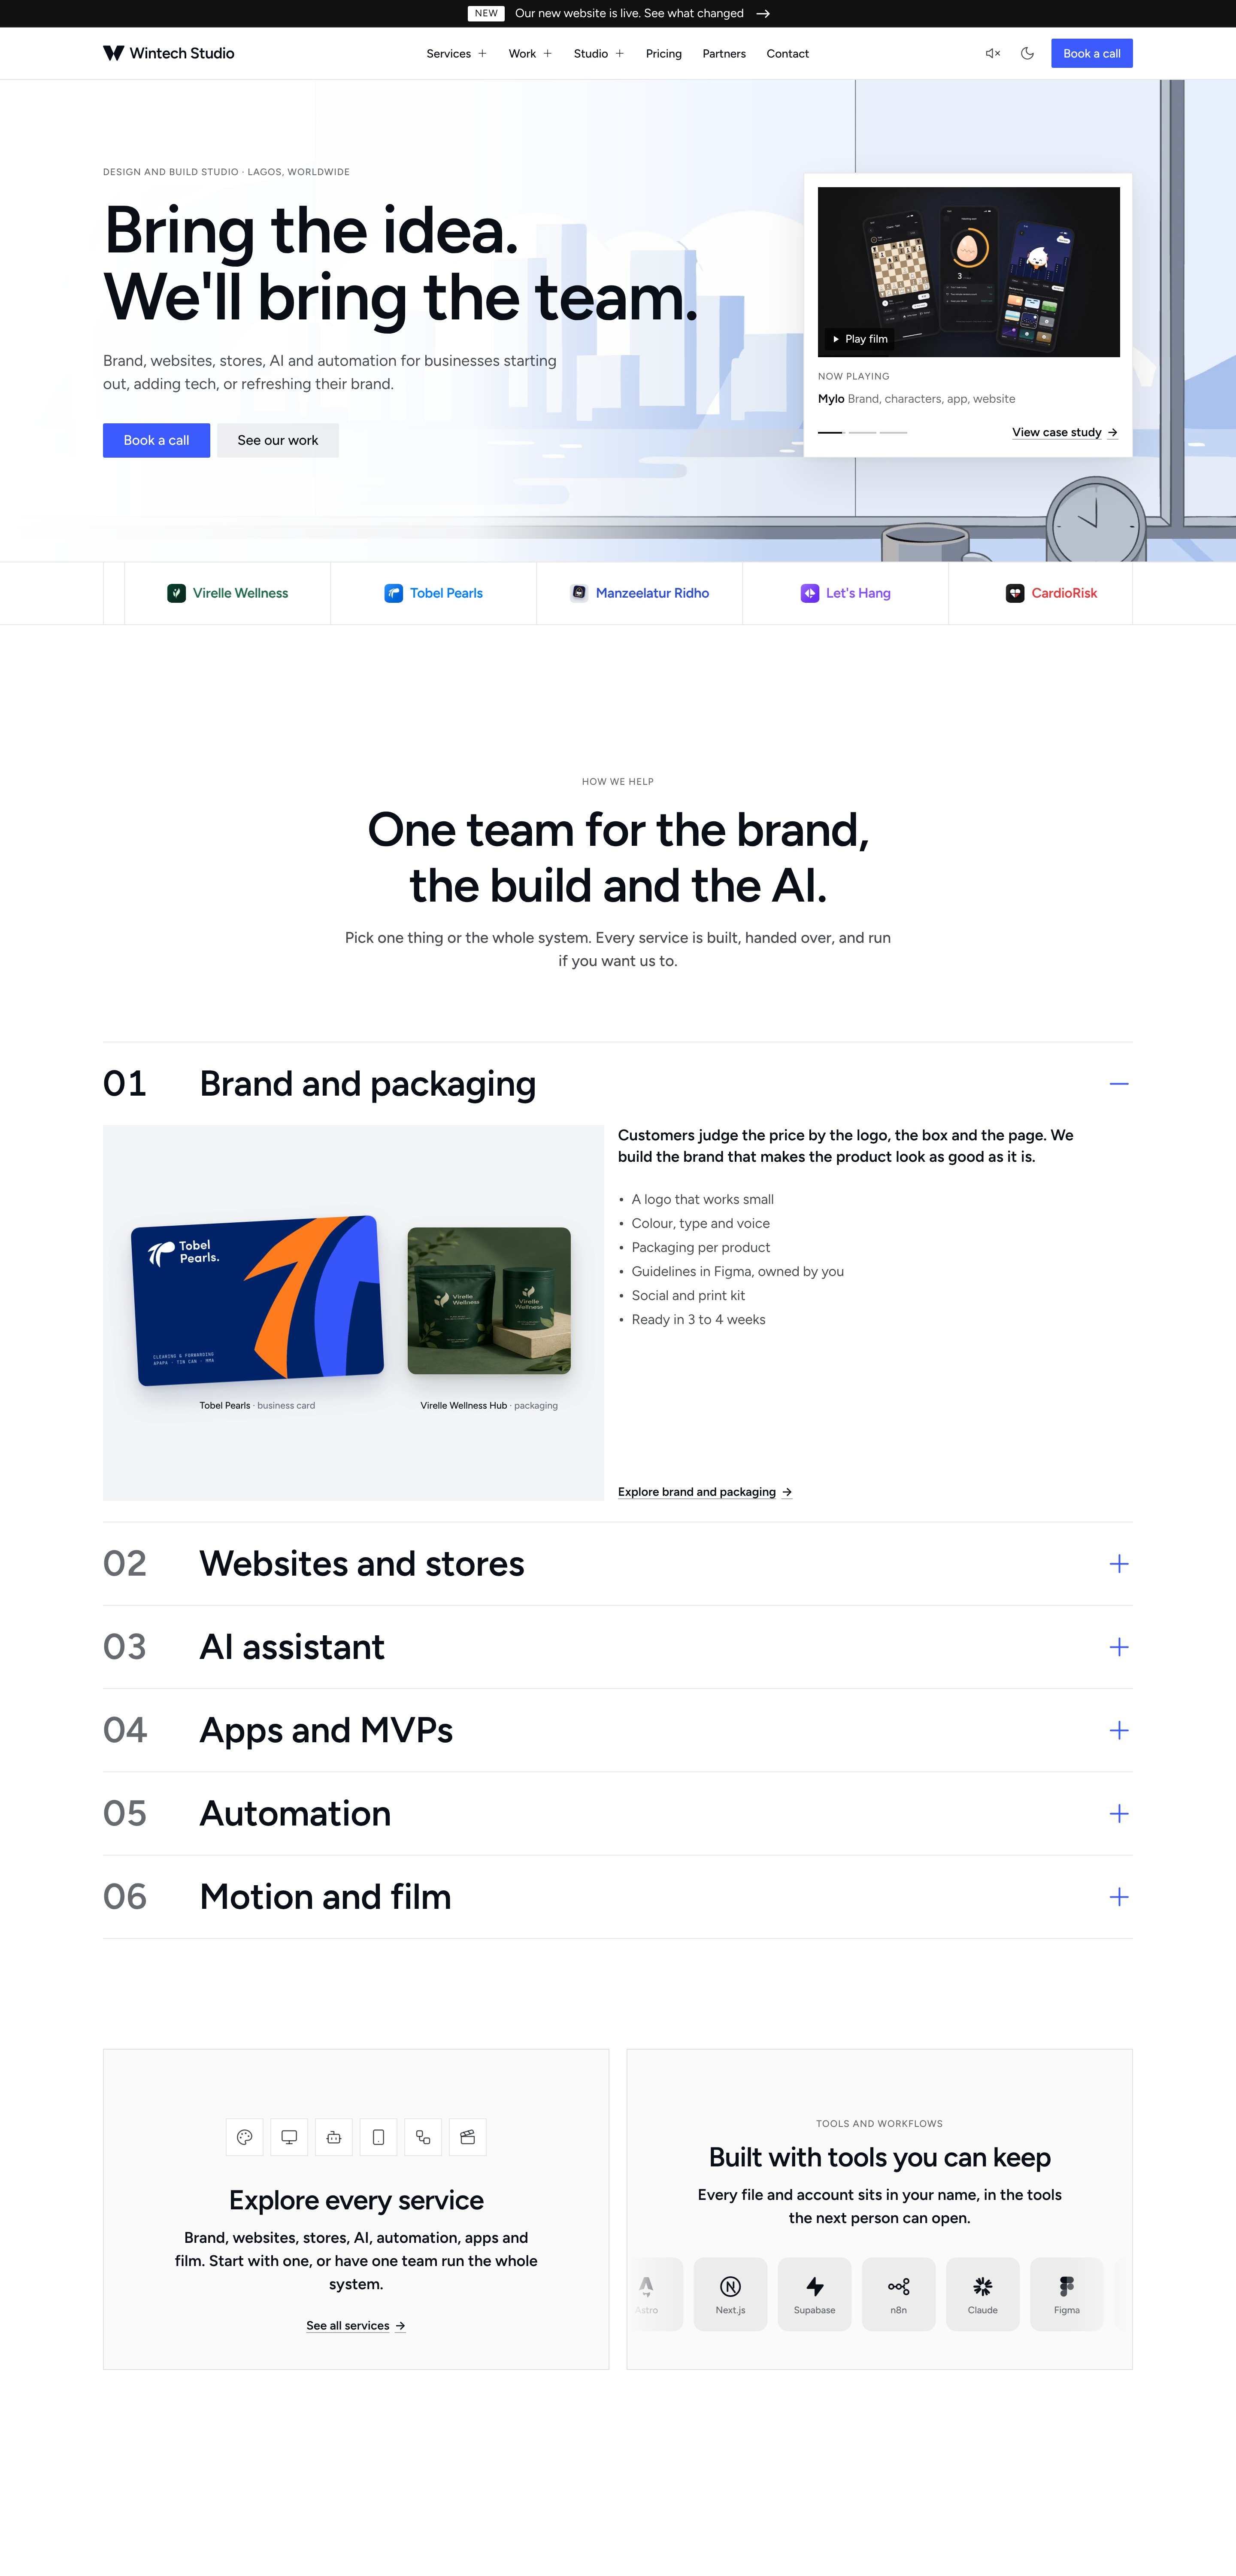 NEW Our new website is live. See what changed
Wintech Studio
Services
Work
Studio
Pricing
Partners
Contact
Book a call
DESIGN AND BUILD STUDIO · LAGOS, WORLDWIDE
Bring the idea.
We'll bring the team.
Brand, websites, stores, AI and automation for businesses starting
out, adding tech, or refreshing their brand.
Book a call
See our work
Play film
NOW PLAYING
Mylo Brand, characters, app, website
View case study
Virelle Wellness
Tobel Pearls
Manzeelatur Ridho
Let's Hang
CardioRisk
HOW WE HELP
One team for the brand,
the build and the AI.
Pick one thing or the whole system. Every service is built, handed over, and run
if you want us to.
01 Brand and packaging
Tobel
Pearls.
CLEARING & FORWARDING
APAPA · TIN CAN · MMA
Virelle
Wellness
Virelle
Wellness
Tobel Pearls · business card
Virelle Wellness Hub · packaging
Customers judge the price by the logo, the box and the page. We
build the brand that makes the product look as good as it is.
• A logo that works small
• Colour, type and voice
• Packaging per product
• Guidelines in Figma, owned by you
• Social and print kit
• Ready in 3 to 4 weeks
Explore brand and packaging
02 Websites and stores
03 AI assistant
04 Apps and MVPs
05 Automation
06 Motion and film
Explore every service
Brand, websites, stores, AI, automation, apps and
film. Start with one, or have one team run the whole
system.
See all services
TOOLS AND WORKFLOWS
Built with tools you can keep
Every file and account sits in your name, in the tools
the next person can open.
Astro
Next.js
Supabase
n8n
Claude
Figma